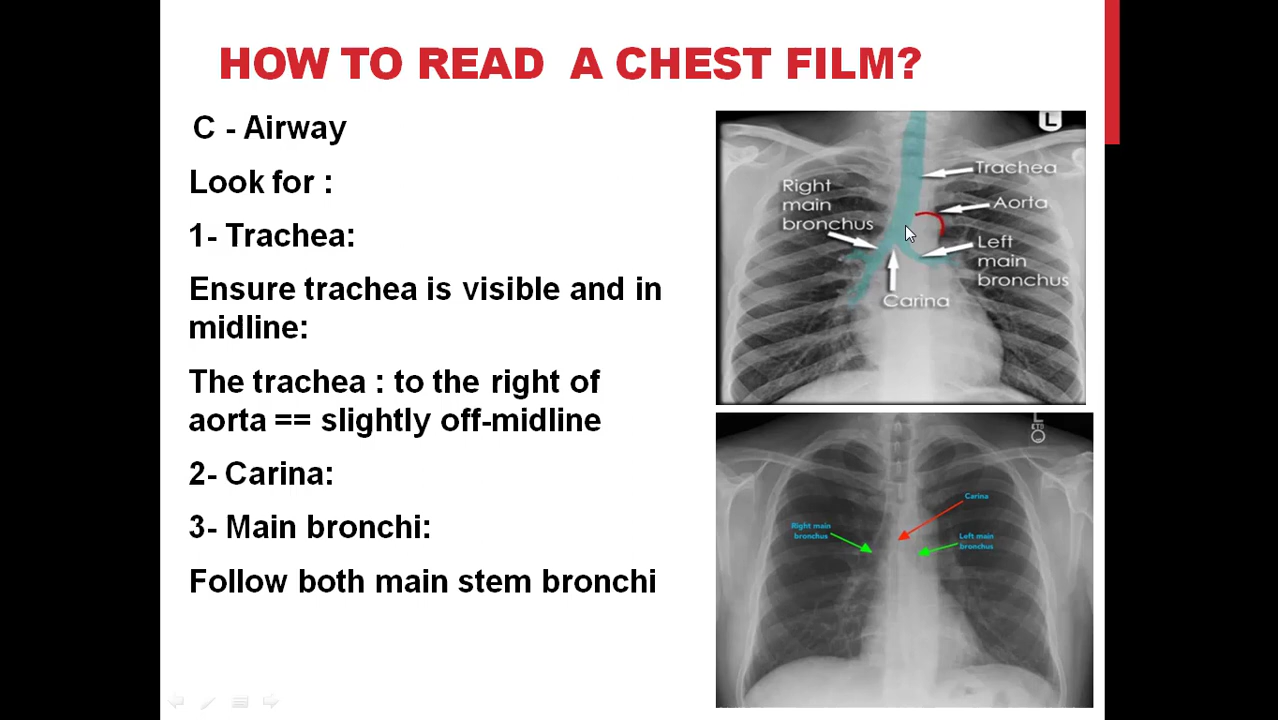 HOW TO READ A CHEST FILM?
C - Airway
Look for :
1- Trachea:
Ensure trachea is visible and in
midline:
The trachea : to the right of
aorta == slightly off-midline
2- Carina:
3- Main bronchi:
Follow both main stem bronchi
L
Trachea
Right
main
bronchus
Aorta
Left
main
bronchus
Carina
Carina
Right main
bronchus
Left main
bronchus